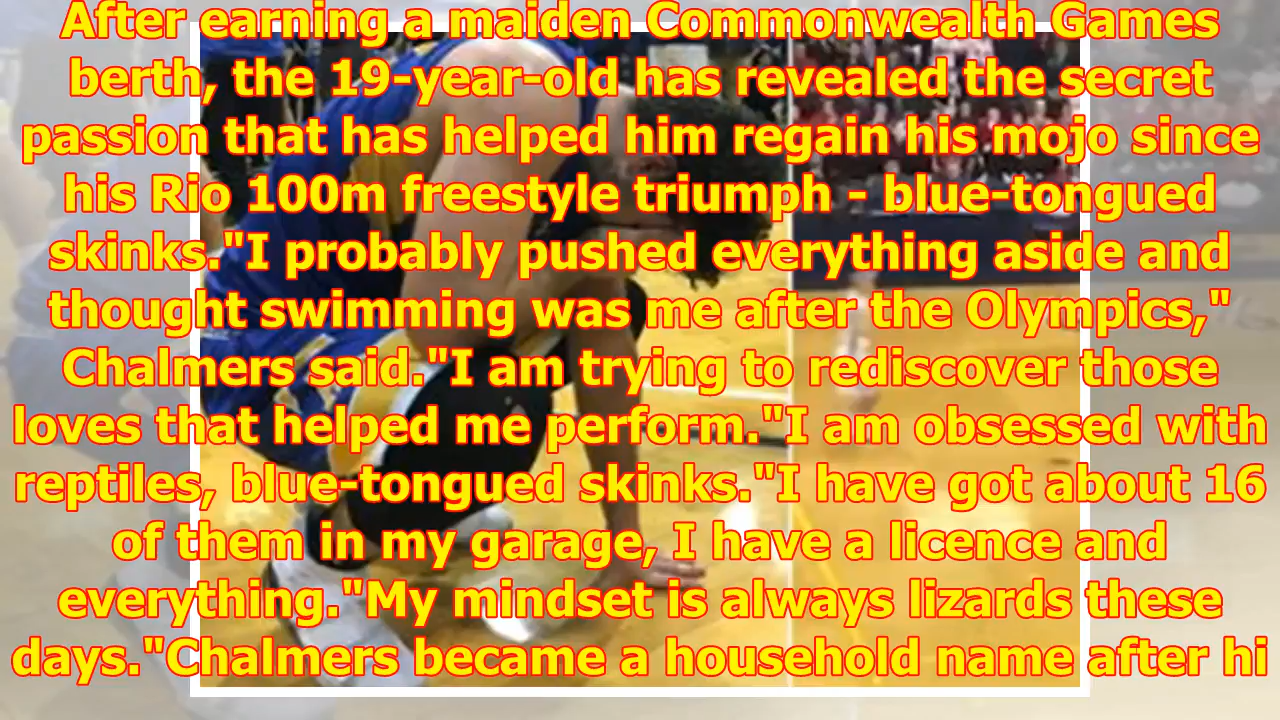 After earning a maiden Commonwealth Games
berth, the 19-year-old has revealed the secret
passion that has helped him regain his mojo since
his Rio 100m freestyle triumph - blue-tongued
skinks."I probably pushed everything aside and
thought swimming was me after the Olympics,"
Chalmers said."I am trying to rediscover those
loves that helped me perform."I am obsessed with
reptiles, blue-tongued skinks."I have got about 16
of them in my garage, I have a licence and
everything."My mindset is always lizards these
days."Chalmers became a household name after hi